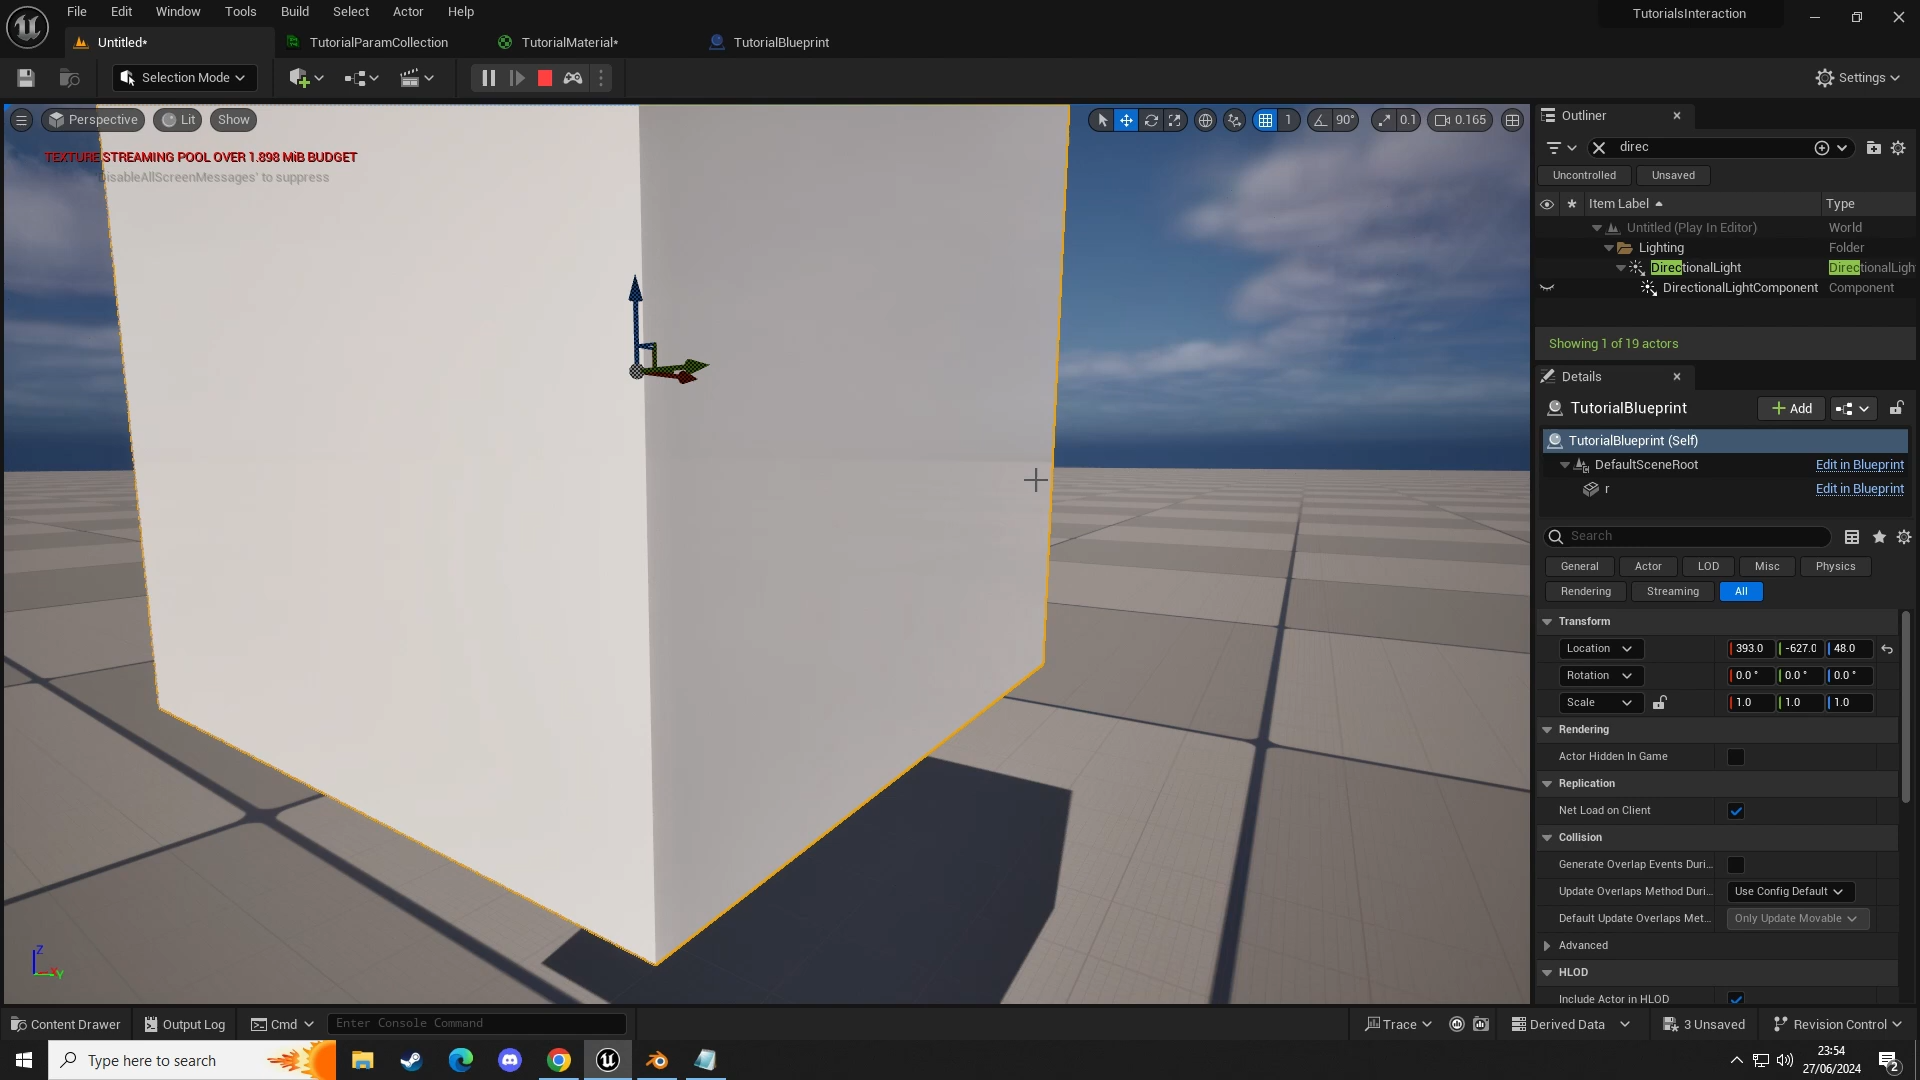 File Edit Window Tools Build Select Actor Help
TutorialsInteraction
Untitled*
TutorialParamCollection
TutorialMaterial*
TutorialBlueprint
Selection Mode
Settings
Perspective
Lit
Show
1
90°
0.1
0.165
TEXTURE STREAMING POOL OVER 1.898 MiB BUDGET
DisableAllScreenMessages' to suppress
Outliner
direc
Uncontrolled
Unsaved
Item Label
Type
Untitled (Play In Editor)
World
Lighting
Folder
DirectionalLight
DirectionalLigh
DirectionalLightComponent
Component
Showing 1 of 19 actors
Details
TutorialBlueprint
Add
TutorialBlueprint (Self)
DefaultSceneRoot
Edit in Blueprint
r
Edit in Blueprint
Search
General
Actor
LOD
Misc
Physics
Rendering
Streaming
All
Transform
Location
393.0
-627.0
48.0
Rotation
0.0 °
0.0 °
0.0 °
Scale
1.0
1.0
1.0
Rendering
Actor Hidden In Game
Replication
Net Load on Client
Collision
Generate Overlap Events Duri...
Update Overlaps Method Duri...
Use Config Default
Default Update Overlaps Met...
Only Update Movable
Advanced
HLOD
Include Actor in HLOD
Z
Y
Content Drawer
Output Log
Cmd
Enter Console Command
Trace
Derived Data
3 Unsaved
Revision Control
Type here to search
23:54
27/06/2024
2